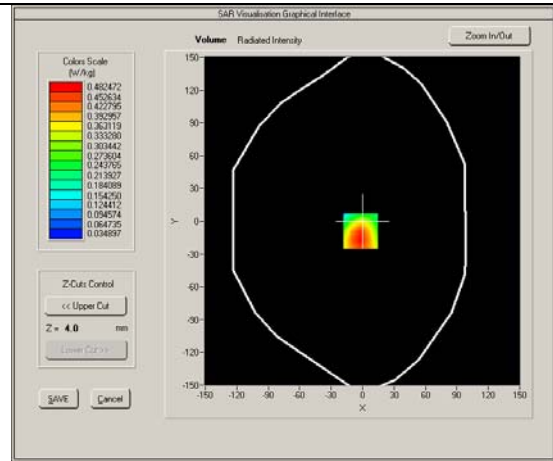 SAR Visualisation Graphical Interface
Volume Radiated Intensity
Zoom In/Out
Colors Scale
(W/kg)
0.482472
0.452634
0.422795
0.392957
0.363119
0.333280
0.303442
0.273604
0.243765
0.213927
0.184089
0.154250
0.124412
0.094574
0.064735
0.034897
Z-Cuts Control
<< Upper Cut
Z = 4.0 mm
Lower Cut >>
SAVE Cancel
150
120
90
60
30
0
-30
-60
-90
-120
-150
Y
-150 -120 -90 -60 -30 0 30 60 90 120 150
X